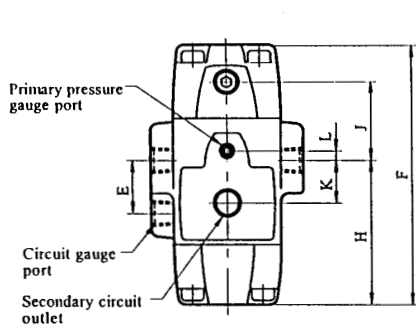 Primary pressure
gauge port
L
J
F
E
K
H
Circuit gauge
port
Secondary circuit
outlet